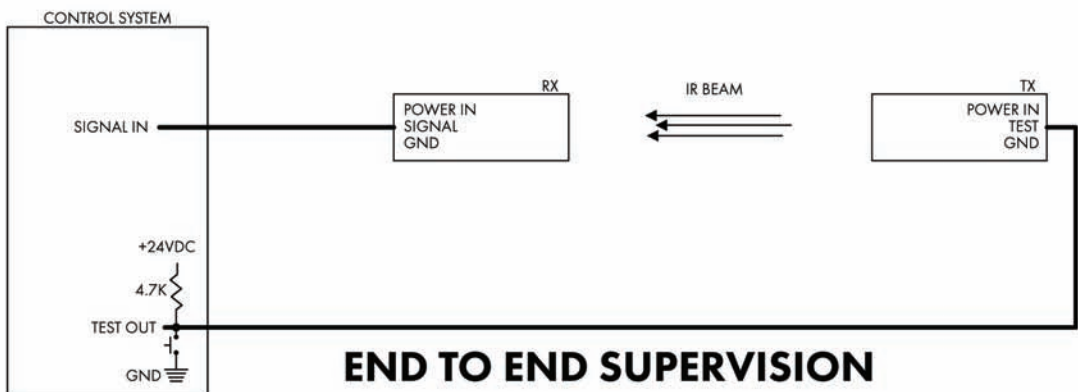 CONTROL SYSTEM
RX
IR BEAM
TX
POWER IN
SIGNAL
GND
POWER IN
TEST
GND
SIGNAL IN
+24VDC
4.7K
TEST OUT
GND
END TO END SUPERVISION